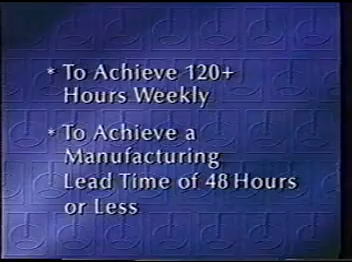 * To Achieve 120+
Hours Weekly
* To Achieve a
Manufacturing
Lead Time of 48 Hours
or Less